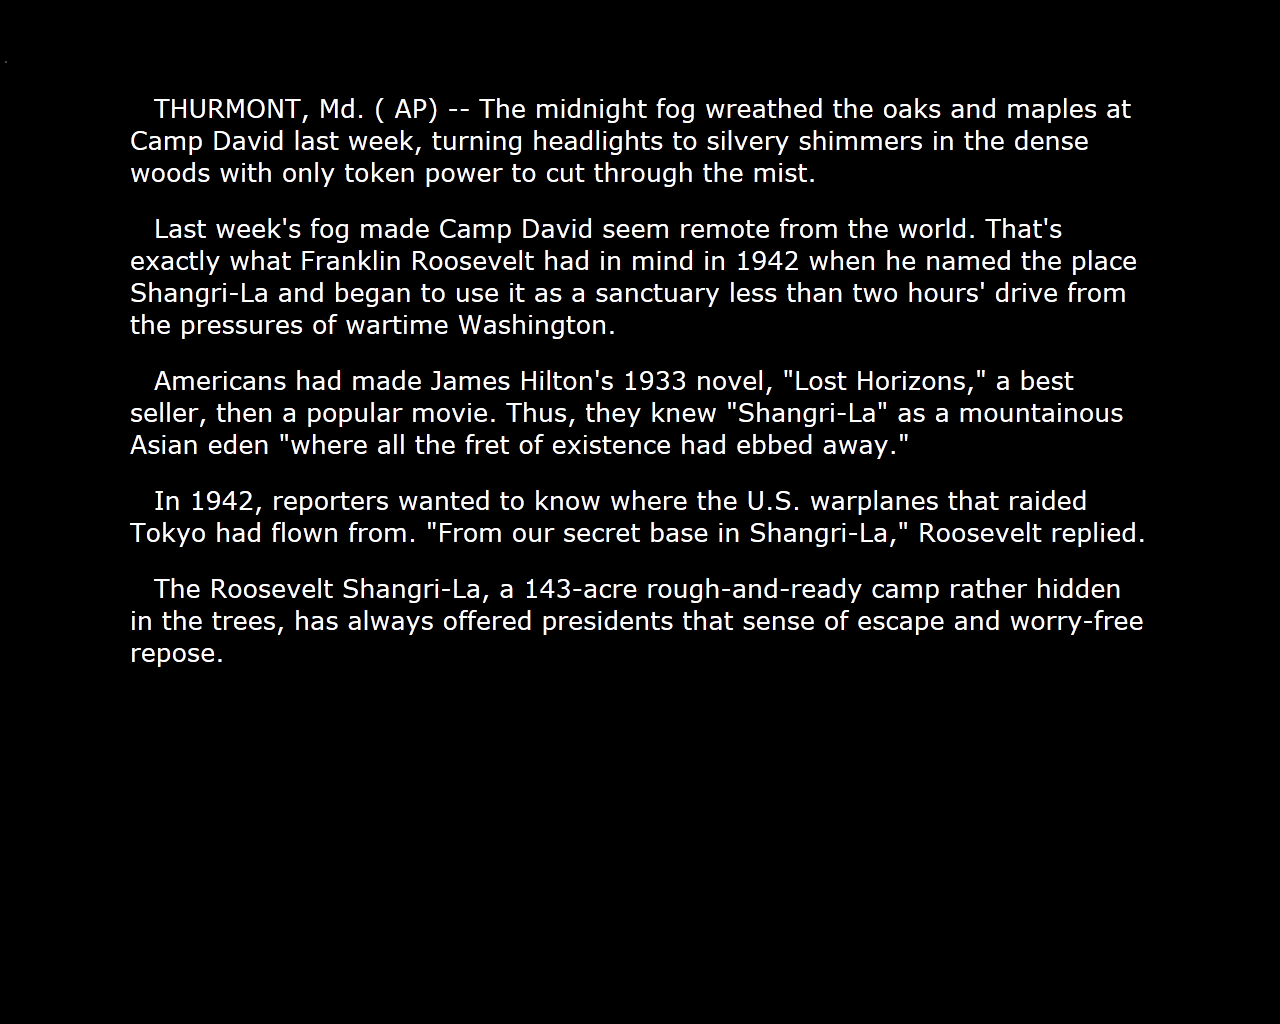 THURMONT, Md. ( AP) -- The midnight fog wreathed the oaks and maples at
Camp David last week, turning headlights to silvery shimmers in the dense
woods with only token power to cut through the mist.
Last week's fog made Camp David seem remote from the world. That's
exactly what Franklin Roosevelt had in mind in 1942 when he named the place
Shangri-La and began to use it as a sanctuary less than two hours' drive from
the pressures of wartime Washington.
Americans had made James Hilton's 1933 novel, "Lost Horizons," a best
seller, then a popular movie. Thus, they knew "Shangri-La" as a mountainous
Asian eden "where all the fret of existence had ebbed away."
In 1942, reporters wanted to know where the U.S. warplanes that raided
Tokyo had flown from. "From our secret base in Shangri-La," Roosevelt replied.
The Roosevelt Shangri-La, a 143-acre rough-and-ready camp rather hidden
in the trees, has always offered presidents that sense of escape and worry-free
repose.